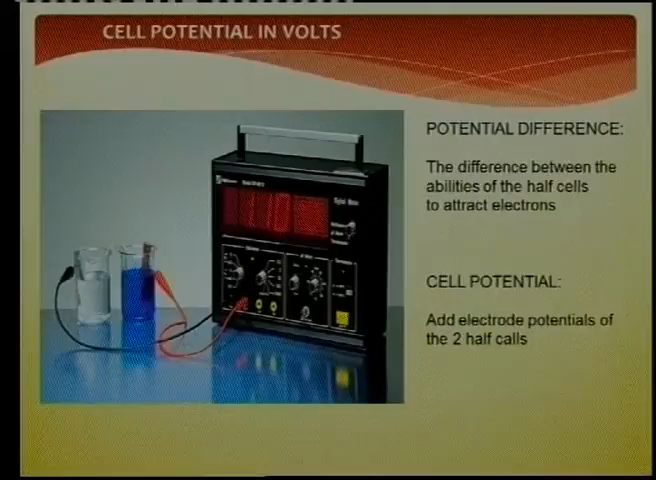 CELL POTENTIAL IN VOLTS
POTENTIAL DIFFERENCE:
The difference between the
abilities of the half cells
to attract electrons
CELL POTENTIAL:
Add electrode potentials of
the 2 half calls